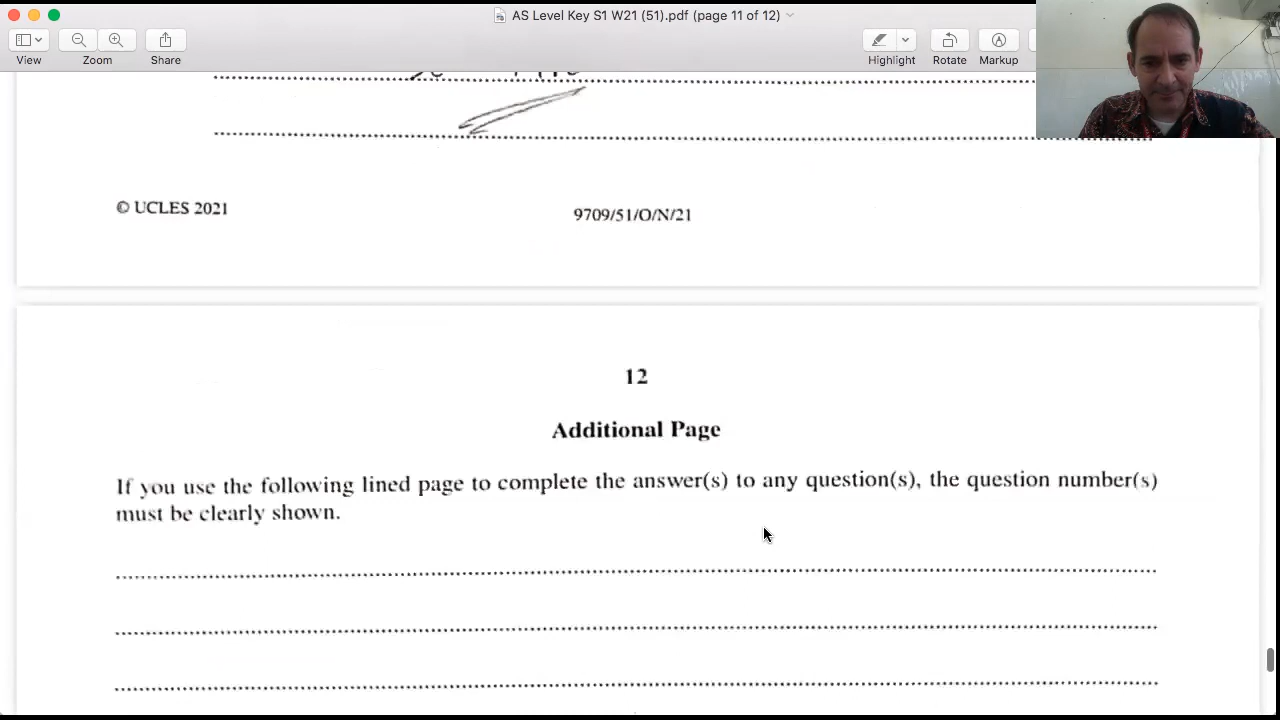 AS Level Key S1 W21 (51).pdf (page 11 of 12)
View
Zoom
Share
Highlight
Rotate
Markup
© UCLES 2021
9709/51/O/N/21
12
Additional Page
If you use the following lined page to complete the answer(s) to any question(s), the question number(s)
must be clearly shown.